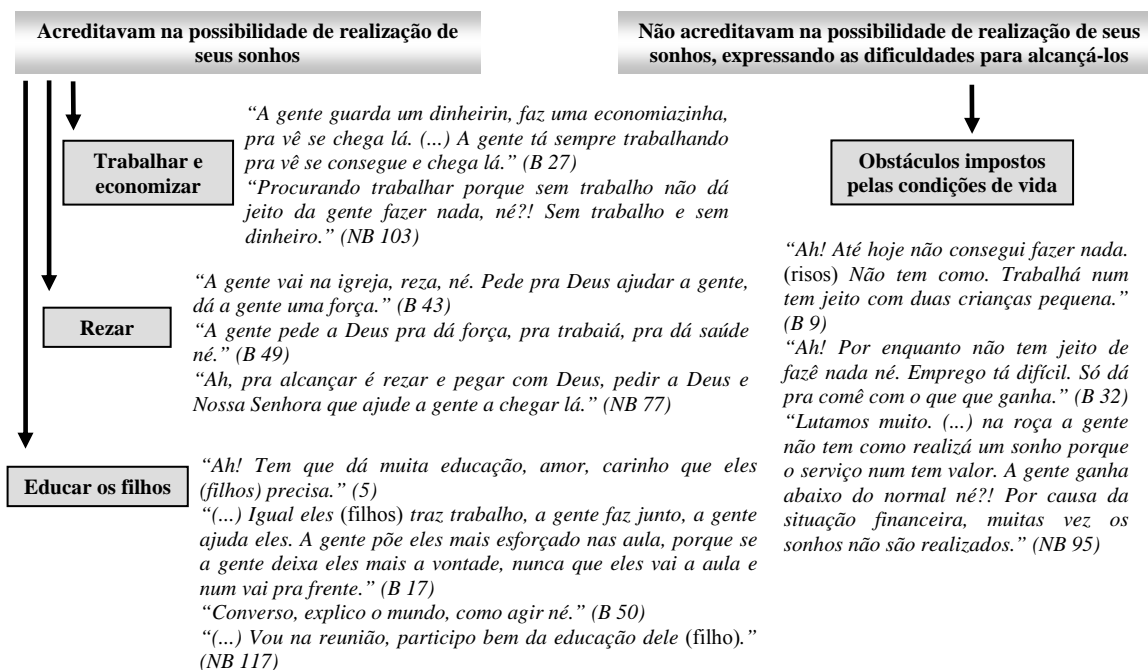 Acreditavam na possibilidade de realização de
seus sonhos
Trabalhar e
economizar
“A gente guarda um dinheirin, faz uma economiazinha,
pra vê se chega lá. (...) A gente tá sempre trabalhando
pra vê se consegue e chega lá.” (B 27)
“Procurando trabalhar porque sem trabalho não dá
jeito da gente fazer nada, né?! Sem trabalho e sem
dinheiro.” (NB 103)
Rezar
“A gente vai na igreja, reza, né. Pede pra Deus ajudar a gente,
dá a gente uma força.” (B 43)
“A gente pede a Deus pra dá força, pra trabaiá, pra dá saúde
né.” (B 49)
“Ah, pra alcançar é rezar e pegar com Deus, pedir a Deus e
Nossa Senhora que ajude a gente a chegar lá.” (NB 77)
Educar os filhos
“Ah! Tem que dá muita educação, amor, carinho que eles
(filhos) precisa.” (5)
“(...) Igual eles (filhos) traz trabalho, a gente faz junto, a gente
ajuda eles. A gente põe eles mais esforçado nas aula, porque se
a gente deixa eles mais a vontade, nunca que eles vai a aula e
num vai pra frente.” (B 17)
“Converso, explico o mundo, como agir né.” (B 50)
“(...) Vou na reunião, participo bem da educação dele (filho).”
(NB 117)
Não acreditavam na possibilidade de realização de seus
sonhos, expressando as dificuldades para alcançá-los
Obstáculos impostos
pelas condições de vida
“Ah! Até hoje não consegui fazer nada.
(risos) Não tem como. Trabalhá num
tem jeito com duas crianças pequena.”
(B 9)
“Ah! Por enquanto não tem jeito de
fazê nada né. Emprego tá difícil. Só dá
pra comê com o que que ganha.” (B 32)
“Lutamos muito. (...) na roça a gente
não tem como realizá um sonho porque
o serviço num tem valor. A gente ganha
abaixo do normal né?! Por causa da
situação financeira, muitas vez os
sonhos não são realizados.” (NB 95)